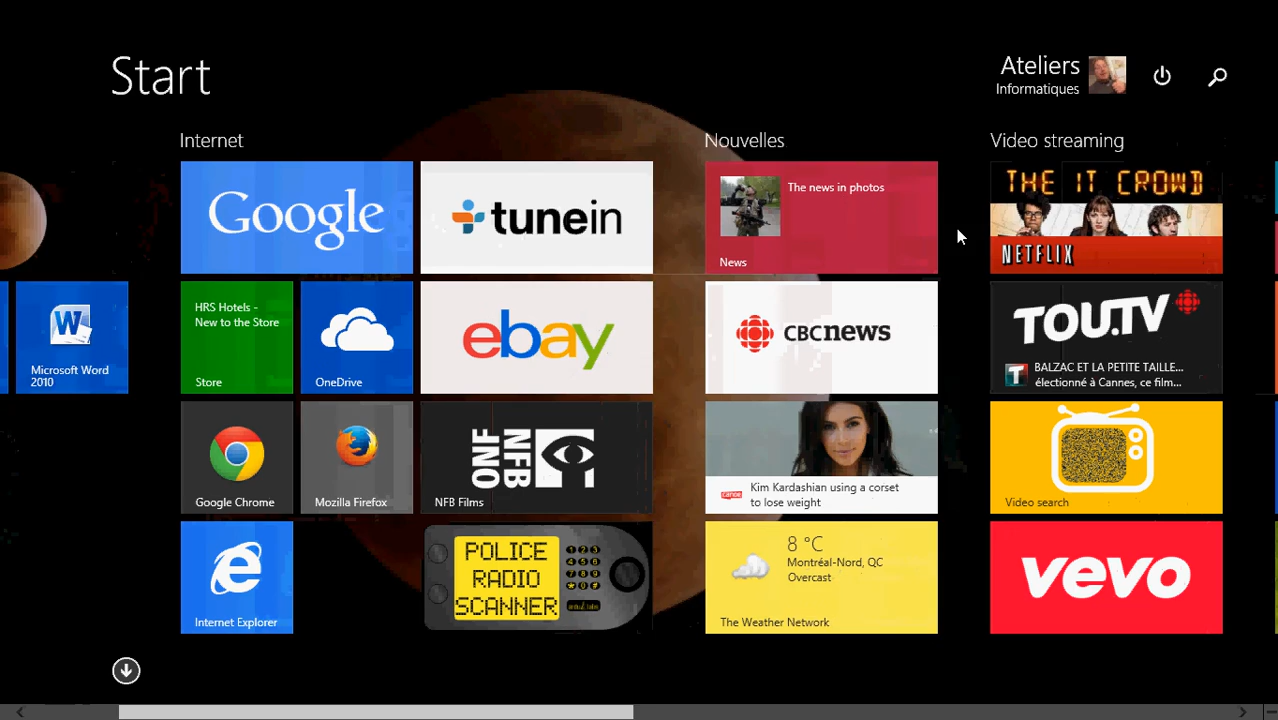 Start
Ateliers
Informatiques
Internet
Nouvelles
Video streaming
Microsoft Word
2010
Google
tunein
HRS Hotels -
New to the Store
Store
OneDrive
ebay
Google Chrome
Mozilla Firefox
ONF
NFB
NFB Films
Internet Explorer
POLICE
RADIO
SCANNER
The news in photos
News
CBCnews
canoe
Kim Kardashian using a corset
to lose weight
8 °C
Montréal-Nord, QC
Overcast
The Weather Network
THE IT CROWD
NETFLIX
TOU.TV
T
BALZAC ET LA PETITE TAILLE...
électionné à Cannes, ce film...
Video search
vevo